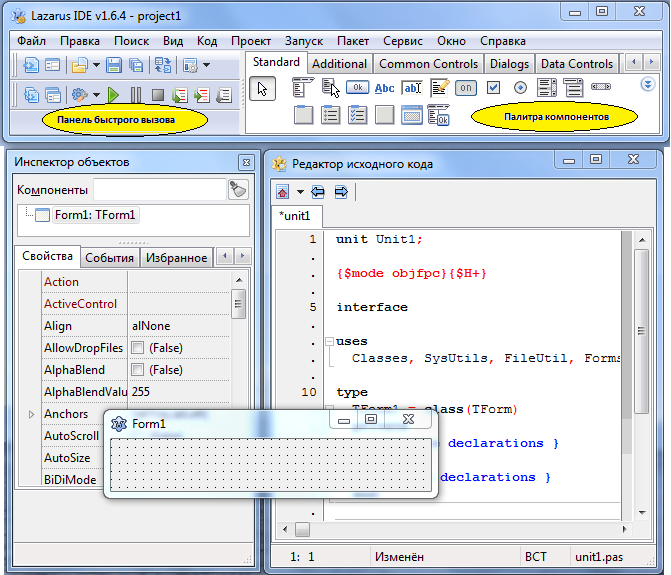 Lazarus IDE v1.6.4 - project1
Файл Правка Поиск Вид Код Проект Запуск Пакет Сервис Окно Справка
Standard Additional Common Controls Dialogs Data Controls
Ok Abc ab on
Ok
Панель быстрого вызова
Палитра компонентов
Инспектор объектов
Компоненты
Form1: TForm1
Свойства События Избранное
Action
ActiveControl
Align alNone
AllowDropFiles (False)
AlphaBlend (False)
AlphaBlendValu 255
Anchors
AutoScroll
AutoSize
BiDiMode
Form1
Редактор исходного кода
*unit1
1 unit Unit1;
.
. {$mode objfpc}{$H+}
.
5 interface
.
. uses
. Classes, SysUtils, FileUtil, Forms
.
10 type
. TForm1 = class(TForm)
declarations }
declarations }
1: 1 Изменён ВСТ unit1.pas